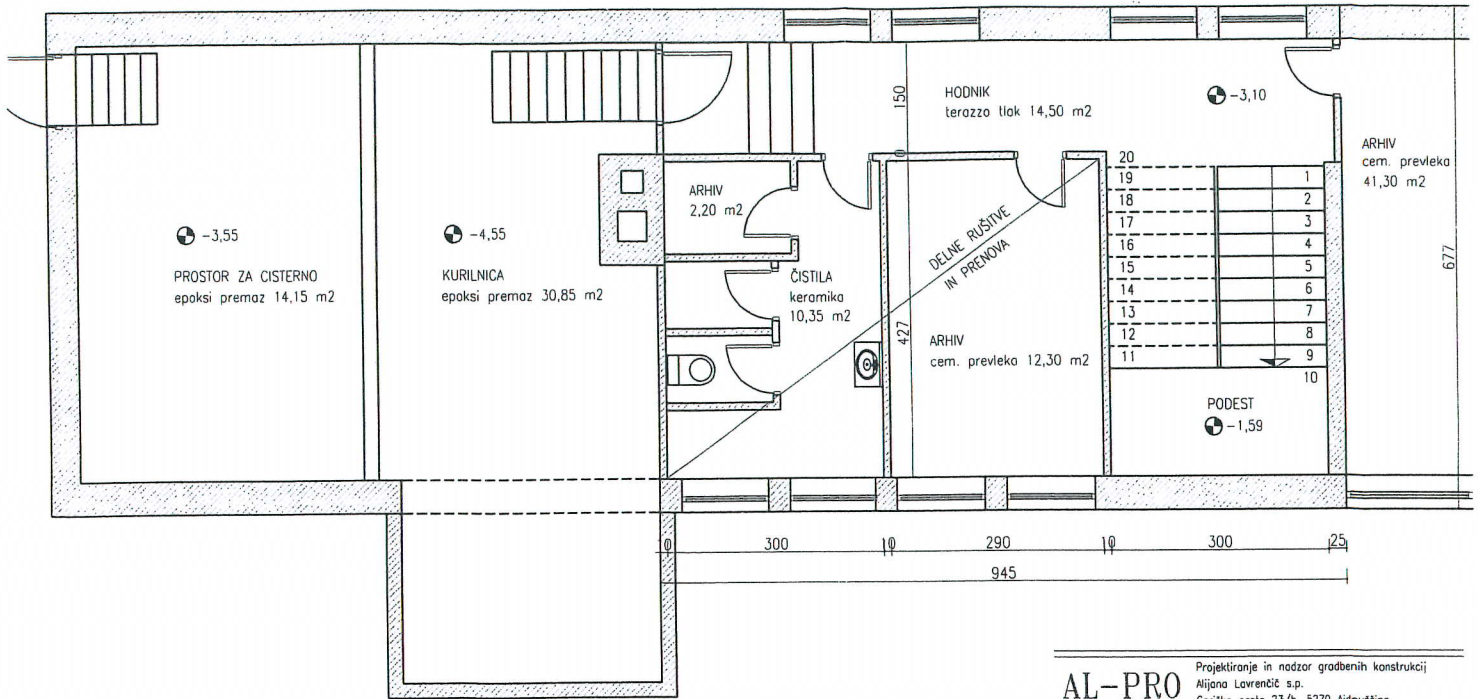 HODNIK
terazzo tlak 14,50 m2
-3,10
150
0
ARHIV
cem. prevleka
41,30 m2
ARHIV
2,20 m2
20
19
18
17
16
15
14
13
12
11
1
2
3
4
5
6
7
8
9
10
-3,55
PROSTOR ZA CISTERNO
epoksi premaz 14,15 m2
-4,55
KURILNICA
epoksi premaz 30,85 m2
ČISTILA
keramika
10,35 m2
DELNE RUŠITVE
IN PRENOVA
677
427
ARHIV
cem. prevleka 12,30 m2
PODEST
-1,59
0
300
10
290
10
300
25
945
AL-PRO
Projektiranje in nadzor gradbenih konstrukcij
Alijana Lavrenčič s.p.